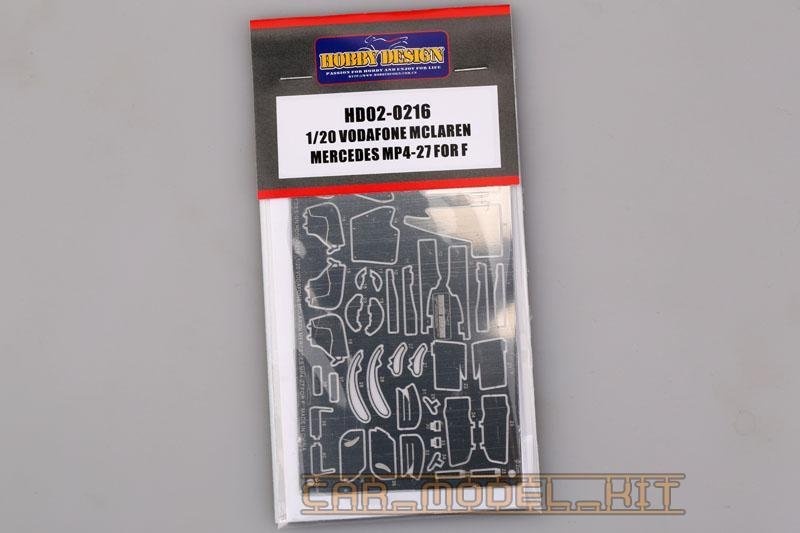 HOBBY DESIGN
PASSION FOR HOBBY AND ENJOY FOR LIFE
HD02-0216
1/20 VODAFONE MCLAREN
MERCEDES MP4-27 FOR F
CAR_MODEL_KIT